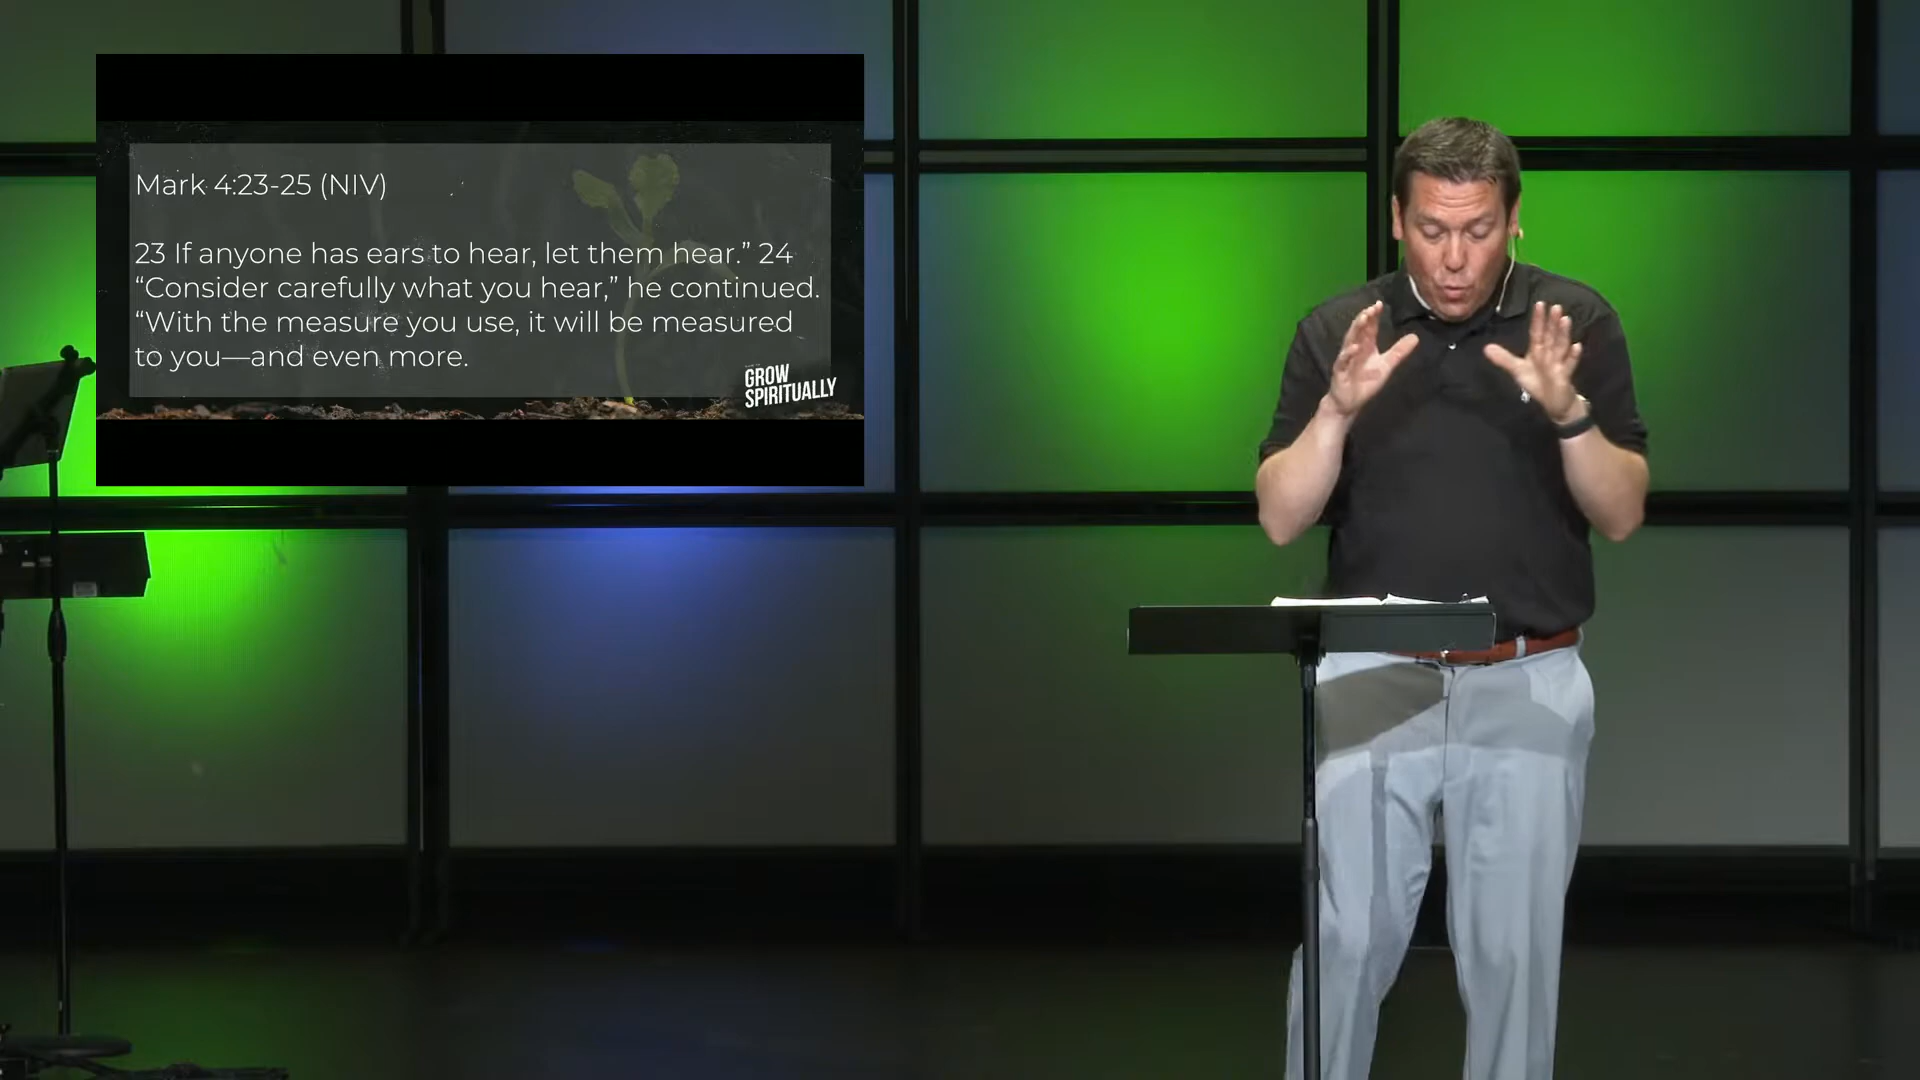 Mark 4:23-25 (NIV)
23 If anyone has ears to hear, let them hear.” 24
“Consider carefully what you hear,” he continued.
“With the measure you use, it will be measured
to you—and even more.
GROW
SPIRITUALLY